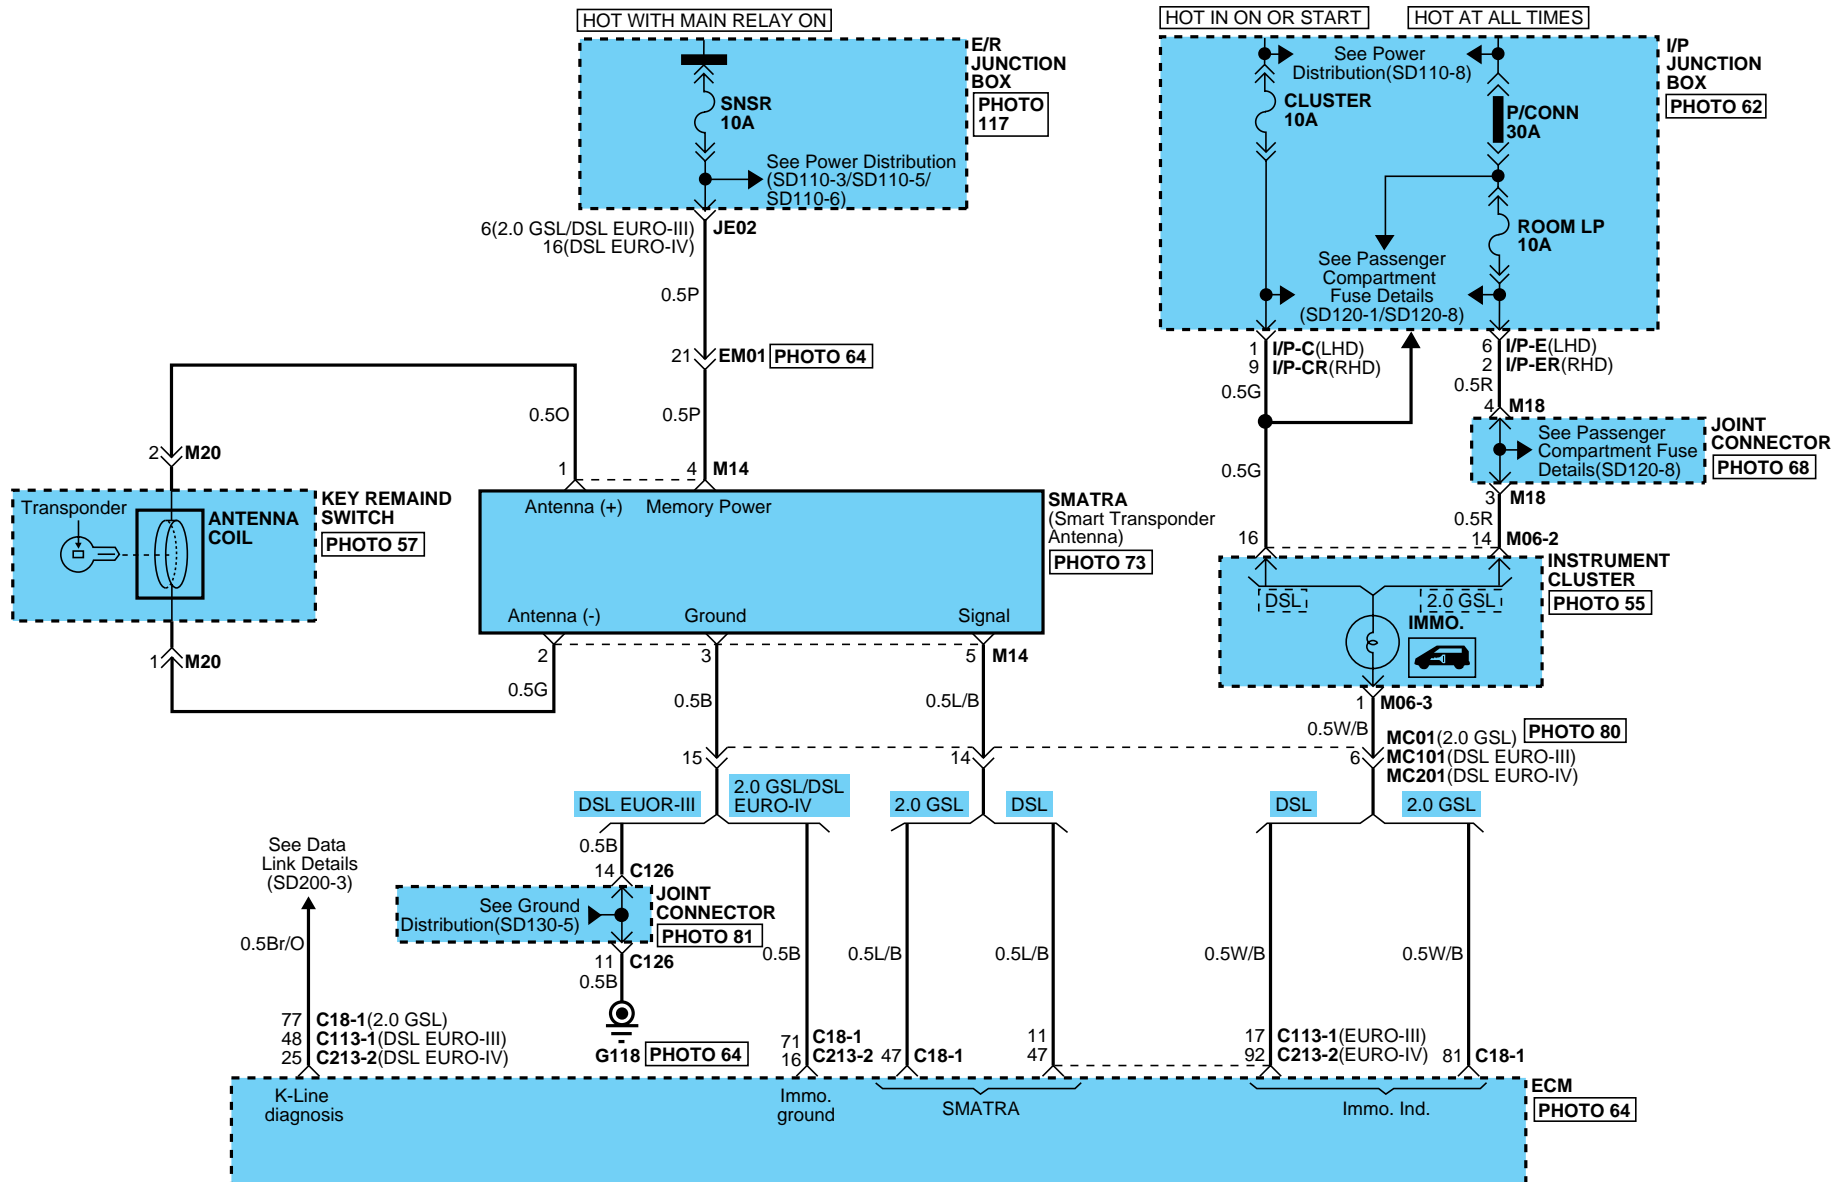 HOT WITH MAIN RELAY ON
HOT IN ON OR START
HOT AT ALL TIMES
E/R
JUNCTION
BOX
PHOTO
117
SNSR
10A
See Power Distribution
(SD110-3/SD110-5/
SD110-6)
I/P
JUNCTION
BOX
PHOTO 62
See Power
Distribution(SD110-8)
CLUSTER
10A
P/CONN
30A
ROOM LP
10A
See Passenger
Compartment
Fuse Details
(SD120-1/SD120-8)
6(2.0 GSL/DSL EURO-III)
16(DSL EURO-IV)
JE02
0.5P
21
EM01
PHOTO 64
0.5P
0.5O
1
4
M14
1
9
I/P-C(LHD)
I/P-CR(RHD)
0.5G
6
2
I/P-E(LHD)
I/P-ER(RHD)
0.5R
4
M18
See Passenger
Compartment Fuse
Details(SD120-8)
JOINT
CONNECTOR
PHOTO 68
3
M18
0.5G
0.5R
16
14
M06-2
2
M20
KEY REMAIND
SWITCH
PHOTO 57
Transponder
ANTENNA
COIL
1
M20
Antenna (+)
Memory Power
SMATRA
(Smart Transponder
Antenna)
PHOTO 73
Antenna (-)
Ground
Signal
2
3
5
M14
0.5G
0.5B
0.5L/B
INSTRUMENT
CLUSTER
PHOTO 55
DSL
2.0 GSL
IMMO.
1
M06-3
0.5W/B
PHOTO 80
15
14
6
MC01(2.0 GSL)
MC101(DSL EURO-III)
MC201(DSL EURO-IV)
DSL EUOR-III
2.0 GSL/DSL
EURO-IV
2.0 GSL
DSL
DSL
2.0 GSL
See Data
Link Details
(SD200-3)
0.5B
14
C126
See Ground
Distribution(SD130-5)
JOINT
CONNECTOR
PHOTO 81
11
C126
0.5B
0.5Br/O
0.5B
0.5L/B
0.5L/B
0.5W/B
0.5W/B
77
48
25
C18-1(2.0 GSL)
C113-1(DSL EURO-III)
C213-2(DSL EURO-IV)
G118
PHOTO 64
71
16
C18-1
C213-2
47
C18-1
11
47
17
92
C113-1(EURO-III)
C213-2(EURO-IV)
81
C18-1
K-Line
diagnosis
Immo.
ground
SMATRA
Immo. Ind.
ECM
PHOTO 64